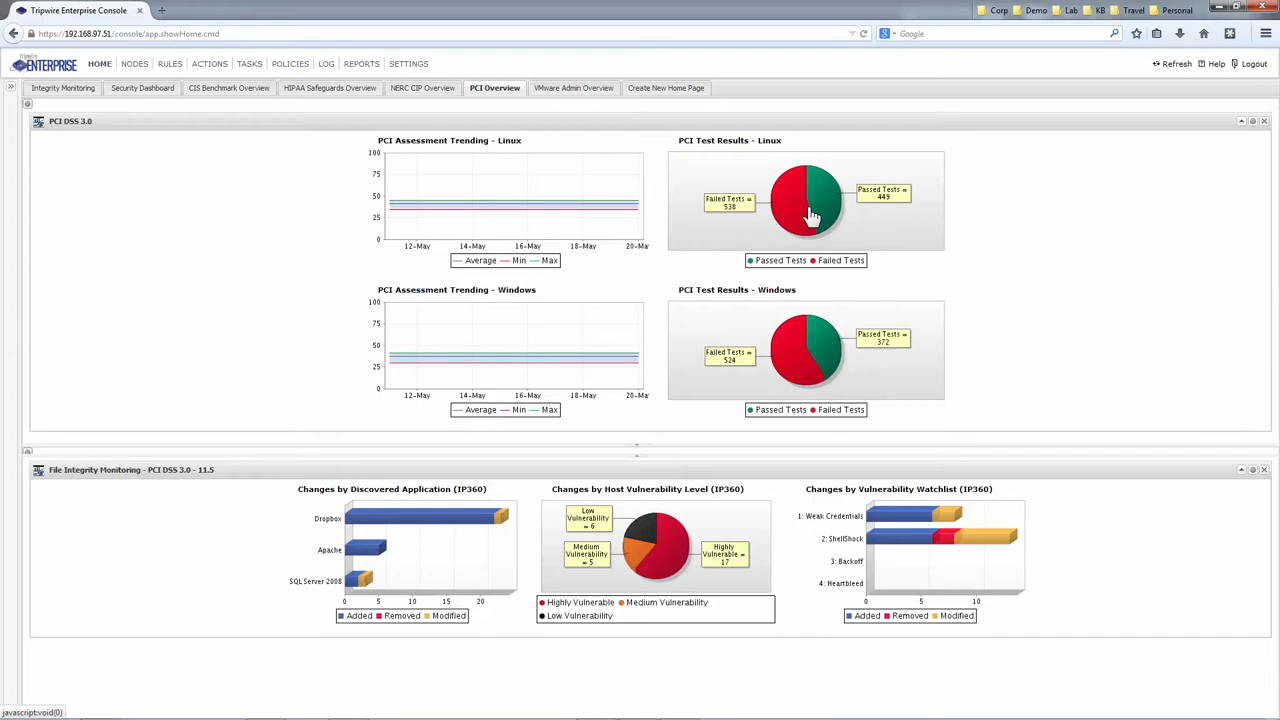 Tripwire Enterprise Console
Corp Demo Lab KB Travel Personal
https://192.168.97.51/console/app.showHome.cmd
Google
tripwire
ENTERPRISE
HOME NODES RULES ACTIONS TASKS POLICIES LOG REPORTS SETTINGS
Refresh Help Logout
Integrity Monitoring Security Dashboard CIS Benchmark Overview HIPAA Safeguards Overview NERC CIP Overview PCI Overview VMware Admin Overview Create New Home Page
PCI DSS 3.0
PCI Assessment Trending - Linux
100
75
50
25
0
12-May 14-May 16-May 18-May 20-Ma
Average Min Max
PCI Test Results - Linux
Failed Tests =
538
Passed Tests =
449
Passed Tests Failed Tests
PCI Assessment Trending - Windows
100
75
50
25
0
12-May 14-May 16-May 18-May 20-Ma
Average Min Max
PCI Test Results - Windows
Failed Tests =
524
Passed Tests =
372
Passed Tests Failed Tests
File Integrity Monitoring - PCI DSS 3.0 - 11.5
Changes by Discovered Application (IP360)
Dropbox
Apache
SQL Server 2008
0 5 10 15 20
Added Removed Modified
Changes by Host Vulnerability Level (IP360)
Low
Vulnerability
= 6
Medium
Vulnerability
= 5
Highly
Vulnerable =
17
Highly Vulnerable Medium Vulnerability
Low Vulnerability
Changes by Vulnerability Watchlist (IP360)
1: Weak Credentials
2: ShellShock
3: Backoff
4: Heartbleed
0 5 10
Added Removed Modified
javascript:void(0)